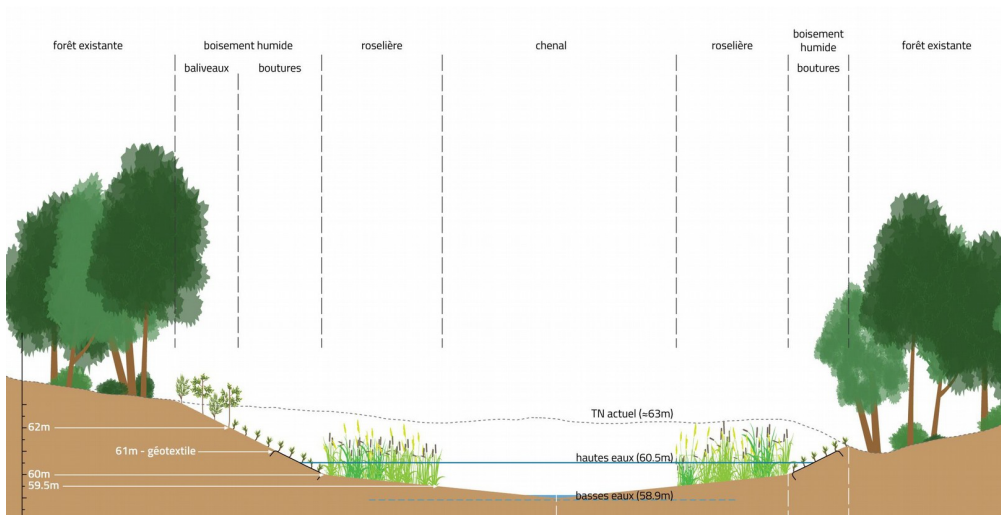 forêt existante
boisement humide
roselière
chenal
roselière
boisement
humide
forêt existante
baliveaux
boutures
boutures
TN actuel (≈63m)
62m
61m - géotextile
hautes eaux (60.5m)
60m
59.5m
basses eaux (58.9m)